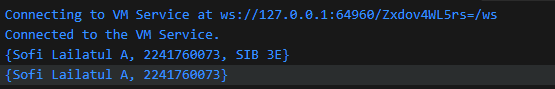 Connecting to VM Service at ws://127.0.0.1:64960/Zxdov4WL5rs=/ws
Connected to the VM Service.
{Sofi Lailatul A, 2241760073, SIB 3E}
{Sofi Lailatul A, 2241760073}